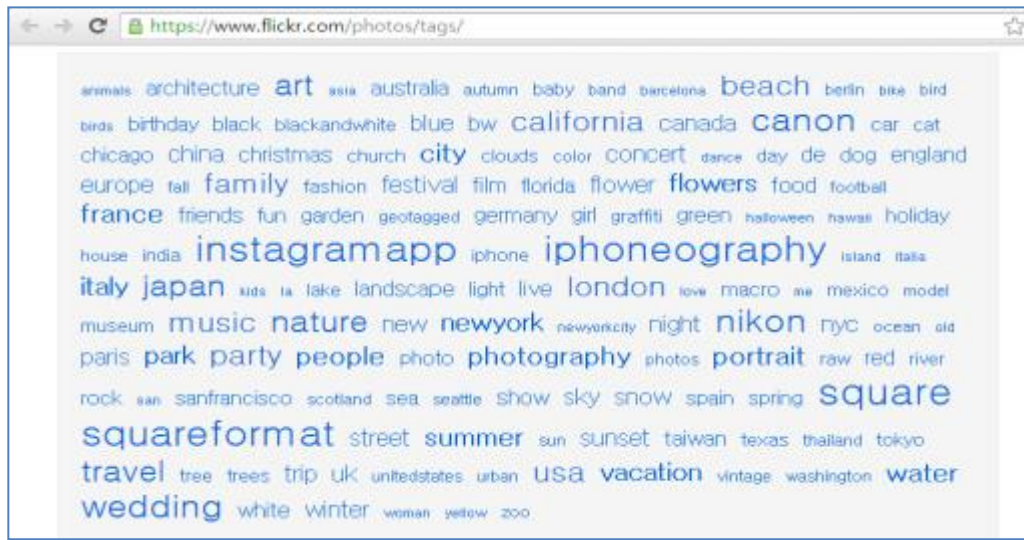 https://www.flickr.com/photos/tags/
animals architecture art asia australia autumn baby band barcelona beach berlin bike bird
birds birthday black blackandwhite blue bw california canada canon car cat
chicago china christmas church city clouds color concert dance day de dog england
europe fall family fashion festival film florida flower flowers food football
france friends fun garden geotagged germany girl graffiti green halloween hawaii holiday
house india instagramapp iphone iphoneography island italia
italy japan kids la lake landscape light live london love macro me mexico model
museum music nature new newyork newyorkcity night nikon nyc ocean old
paris park party people photo photography photos portrait raw red river
rock san sanfrancisco scotland sea seattle show sky snow spain spring square
squareformat street summer sun sunset taiwan texas thailand tokyo
travel tree trees trip uk unitedstates urban usa vacation vintage washington water
wedding white winter woman yellow zoo